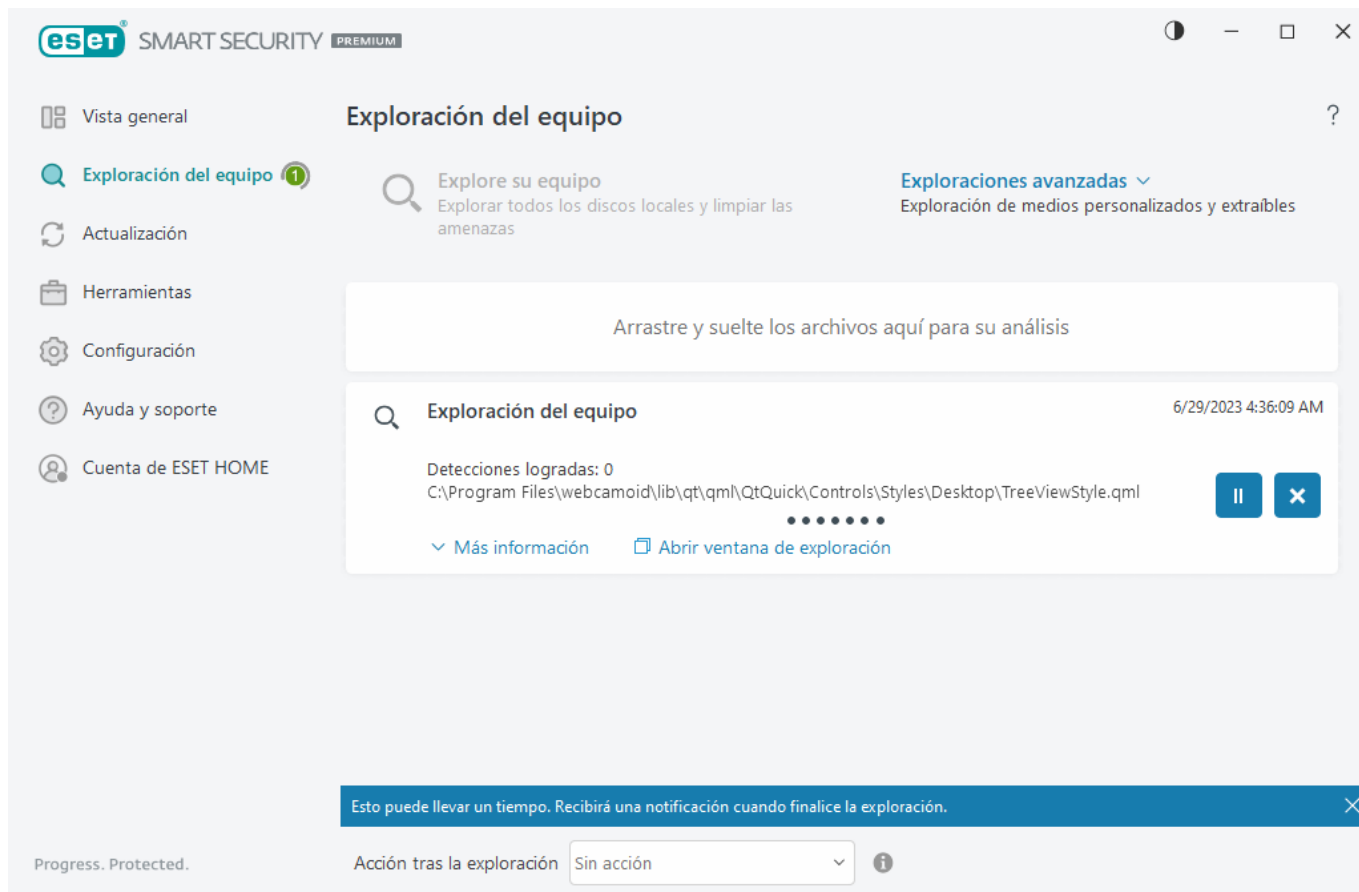 eset® SMART SECURITY PREMIUM
Vista general
Exploración del equipo 1
Actualización
Herramientas
Configuración
Ayuda y soporte
Cuenta de ESET HOME
Progress. Protected.
Exploración del equipo
?
Explore su equipo
Explorar todos los discos locales y limpiar las
amenazas
Exploraciones avanzadas
Exploración de medios personalizados y extraíbles
Arrastre y suelte los archivos aquí para su análisis
Exploración del equipo
6/29/2023 4:36:09 AM
Detecciones logradas: 0
C:\Program Files\webcamoid\lib\qt\qml\QtQuick\Controls\Styles\Desktop\TreeViewStyle.qml
Más información
Abrir ventana de exploración
Esto puede llevar un tiempo. Recibirá una notificación cuando finalice la exploración.
Acción tras la exploración Sin acción